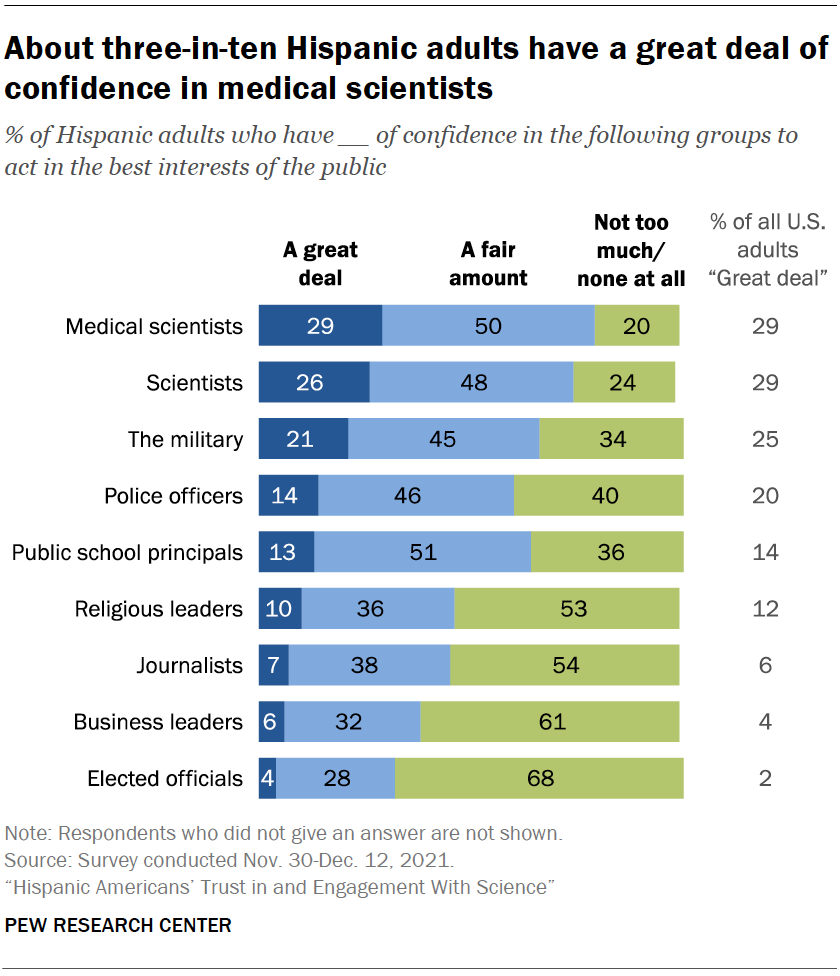 About three-in-ten Hispanic adults have a great deal of
confidence in medical scientists
% of Hispanic adults who have __ of confidence in the following groups to
act in the best interests of the public
A great
deal
A fair
amount
Not too
much/
none at all
% of all U.S.
adults
“Great deal”
Medical scientists 29 50 20 29
Scientists 26 48 24 29
The military 21 45 34 25
Police officers 14 46 40 20
Public school principals 13 51 36 14
Religious leaders 10 36 53 12
Journalists 7 38 54 6
Business leaders 6 32 61 4
Elected officials 4 28 68 2
Note: Respondents who did not give an answer are not shown.
Source: Survey conducted Nov. 30-Dec. 12, 2021.
“Hispanic Americans’ Trust in and Engagement With Science”
PEW RESEARCH CENTER